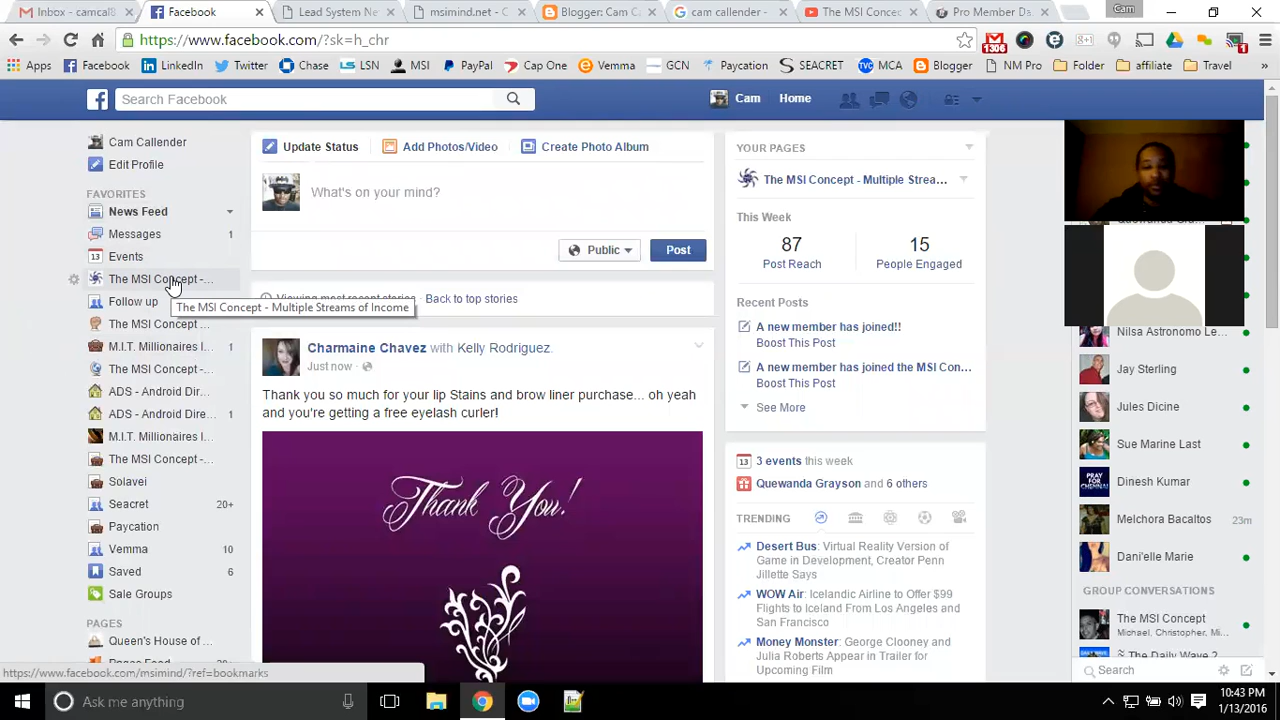 Inbox - camcal8
Facebook
Lead System Ne
msimind.net - C
Blogger: Cam C
cam callender -
The MSI Concep
Pro Member Da
Cam
https://www.facebook.com/?sk=h_chr
1306
1
Apps
Facebook
LinkedIn
Twitter
Chase
LSN
MSI
PayPal
Cap One
Vemma
GCN
Paycation
SEACRET
MCA
Blogger
NM Pro
Folder
affiliate
Travel
Search Facebook
Cam
Home
Cam Callender
Edit Profile
FAVORITES
News Feed
Messages 1
Events
The MSI Concept -...
The MSI Concept - Multiple Streams of Income
Follow up
The MSI Concept ...
M.I.T. Millionaires I... 1
The MSI Concept -...
ADS - Android Dir...
ADS - Android Dire... 1
M.I.T. Millionaires I...
The MSI Concept -...
Solavei
Seacret 20+
Paycation
Vemma 10
Saved 6
Sale Groups
PAGES
Queen's House of ...
https://www.facebook.com/msimind/?ref=bookmarks
Update Status
Add Photos/Video
Create Photo Album
What's on your mind?
Public
Post
Back to top stories
Charmaine Chavez with Kelly Rodriguez.
Just now
Thank you so much for your lip Stains and brow liner purchase... oh yeah
and you're getting a free eyelash curler!
Thank You!
YOUR PAGES
The MSI Concept - Multiple Strea...
This Week
87 15
Post Reach People Engaged
Recent Posts
A new member has joined!!
Boost This Post
A new member has joined the MSI Con...
Boost This Post
See More
3 events this week
Quewanda Grayson and 6 others
TRENDING
Desert Bus: Virtual Reality Version of
Game in Development, Creator Penn
Jillette Says
WOW Air: Icelandic Airline to Offer $99
Flights to Iceland From Los Angeles and
San Francisco
Money Monster: George Clooney and
Julia Roberts Appear in Trailer for
Upcoming Film
Nilsa Astronomo Le...
Jay Sterling
Jules Dicine
Sue Marine Last
Dinesh Kumar
PRAY FOR CHENNAI
Melchora Bacaltos 23m
Dani'elle Marie
GROUP CONVERSATIONS
The MSI Concept
Michael, Christopher, Mi...
The Daily Wave 2
Search
Ask me anything
10:43 PM
1/13/2016